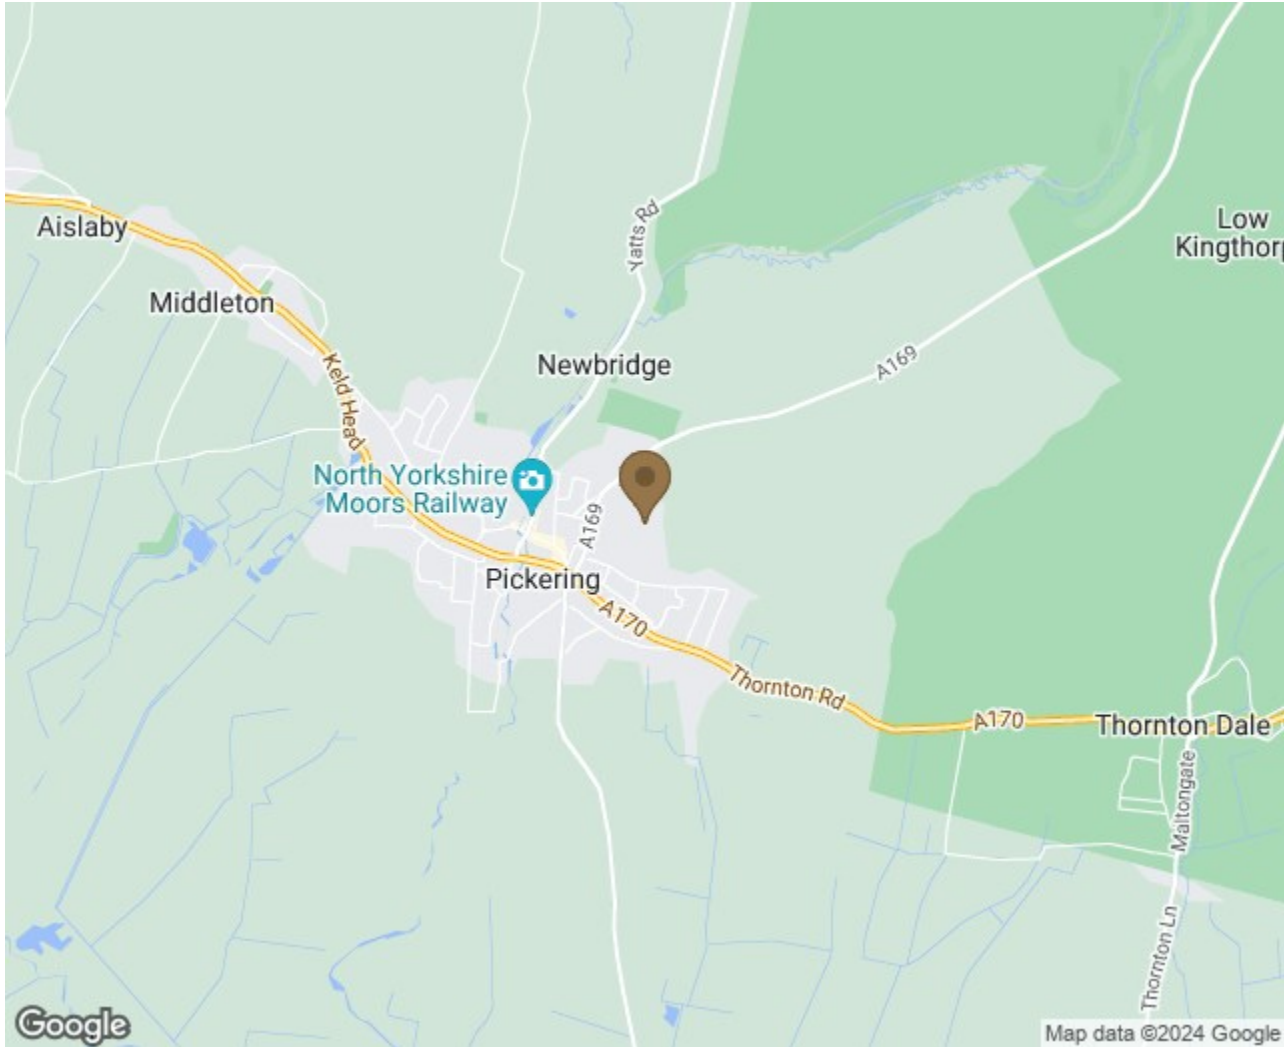 Aislaby
Yatts Rd
Low
Kingthorp
Middleton
Newbridge
A169
Keld Head
North Yorkshire
Moors Railway
A169
Pickering
A170
Thornton Rd
A170
Thornton Dale
Maltongate
Thornton Ln
Google
Map data ©2024 Google